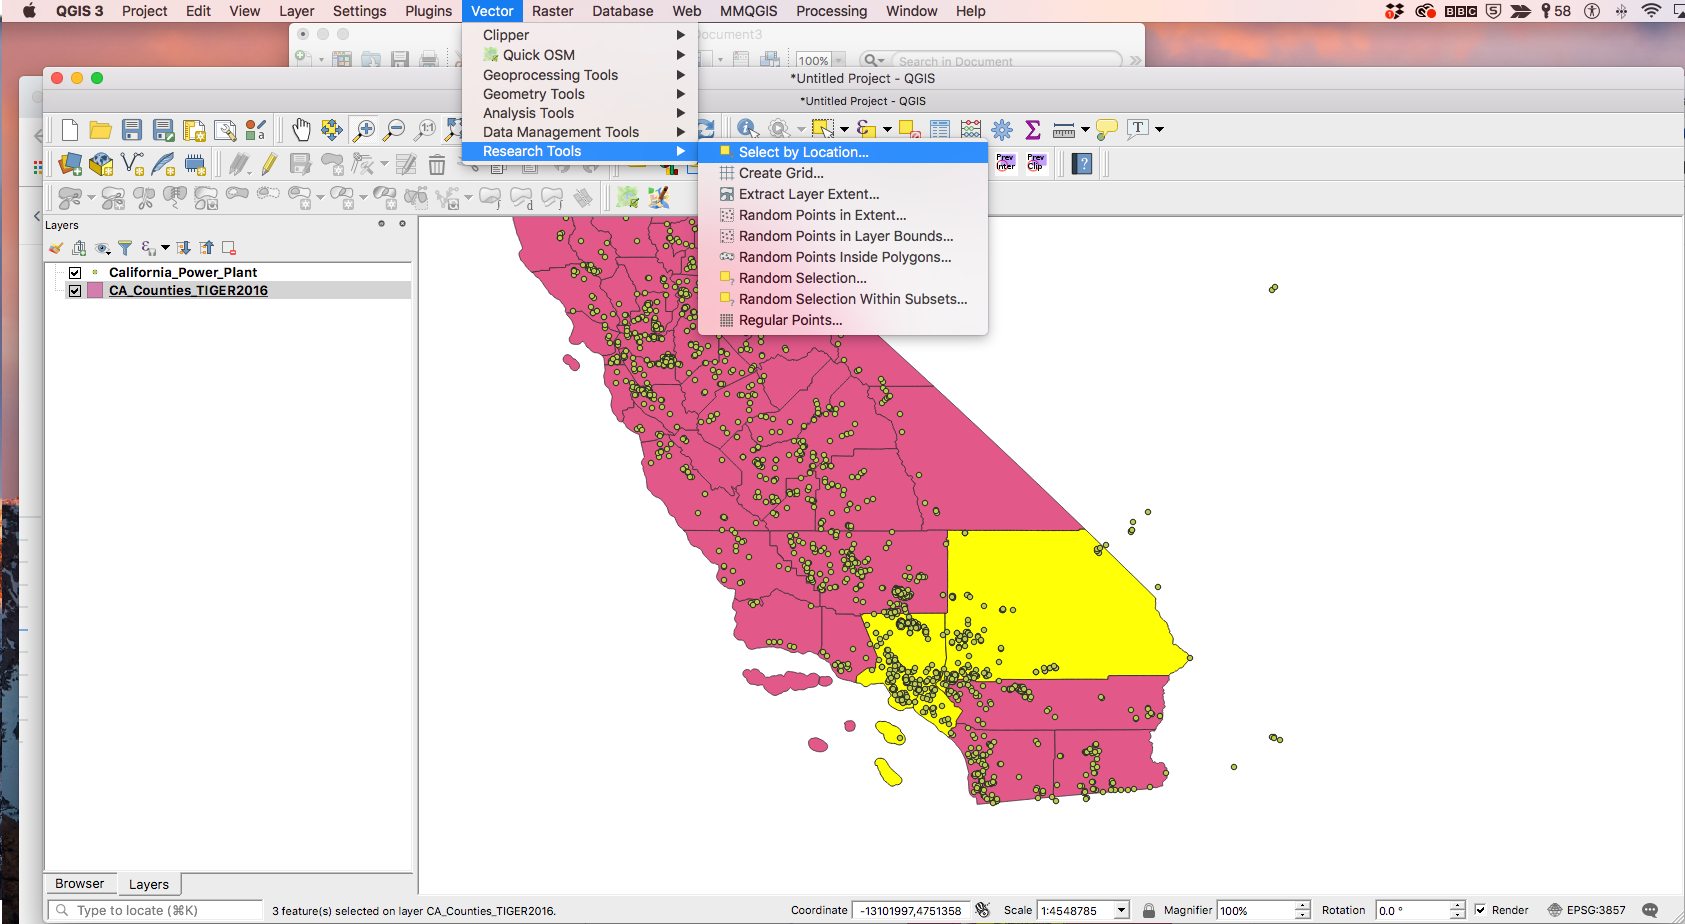 QGIS 3 Project Edit View Layer Settings Plugins Vector Raster Database Web MMQGIS Processing Window Help BBC 5 58
ocument3
Clipper
Quick OSM
100% Search in Document
Geoprocessing Tools
*Untitled Project - QGIS
Geometry Tools
*Untitled Project - QGIS
Analysis Tools
Data Management Tools
1:1
T
Research Tools
Select by Location...
Prev Inter
Prev Clip
?
Create Grid...
Extract Layer Extent...
Random Points in Extent...
Random Points in Layer Bounds...
Random Points Inside Polygons...
Random Selection...
Random Selection Within Subsets...
Regular Points...
Layers
California_Power_Plant
CA_Counties_TIGER2016
Browser Layers
Type to locate (⌘K) 3 feature(s) selected on layer CA_Counties_TIGER2016. Coordinate -13101997,4751358 Scale 1:4548785 Magnifier 100% Rotation 0.0 ° Render EPSG:3857